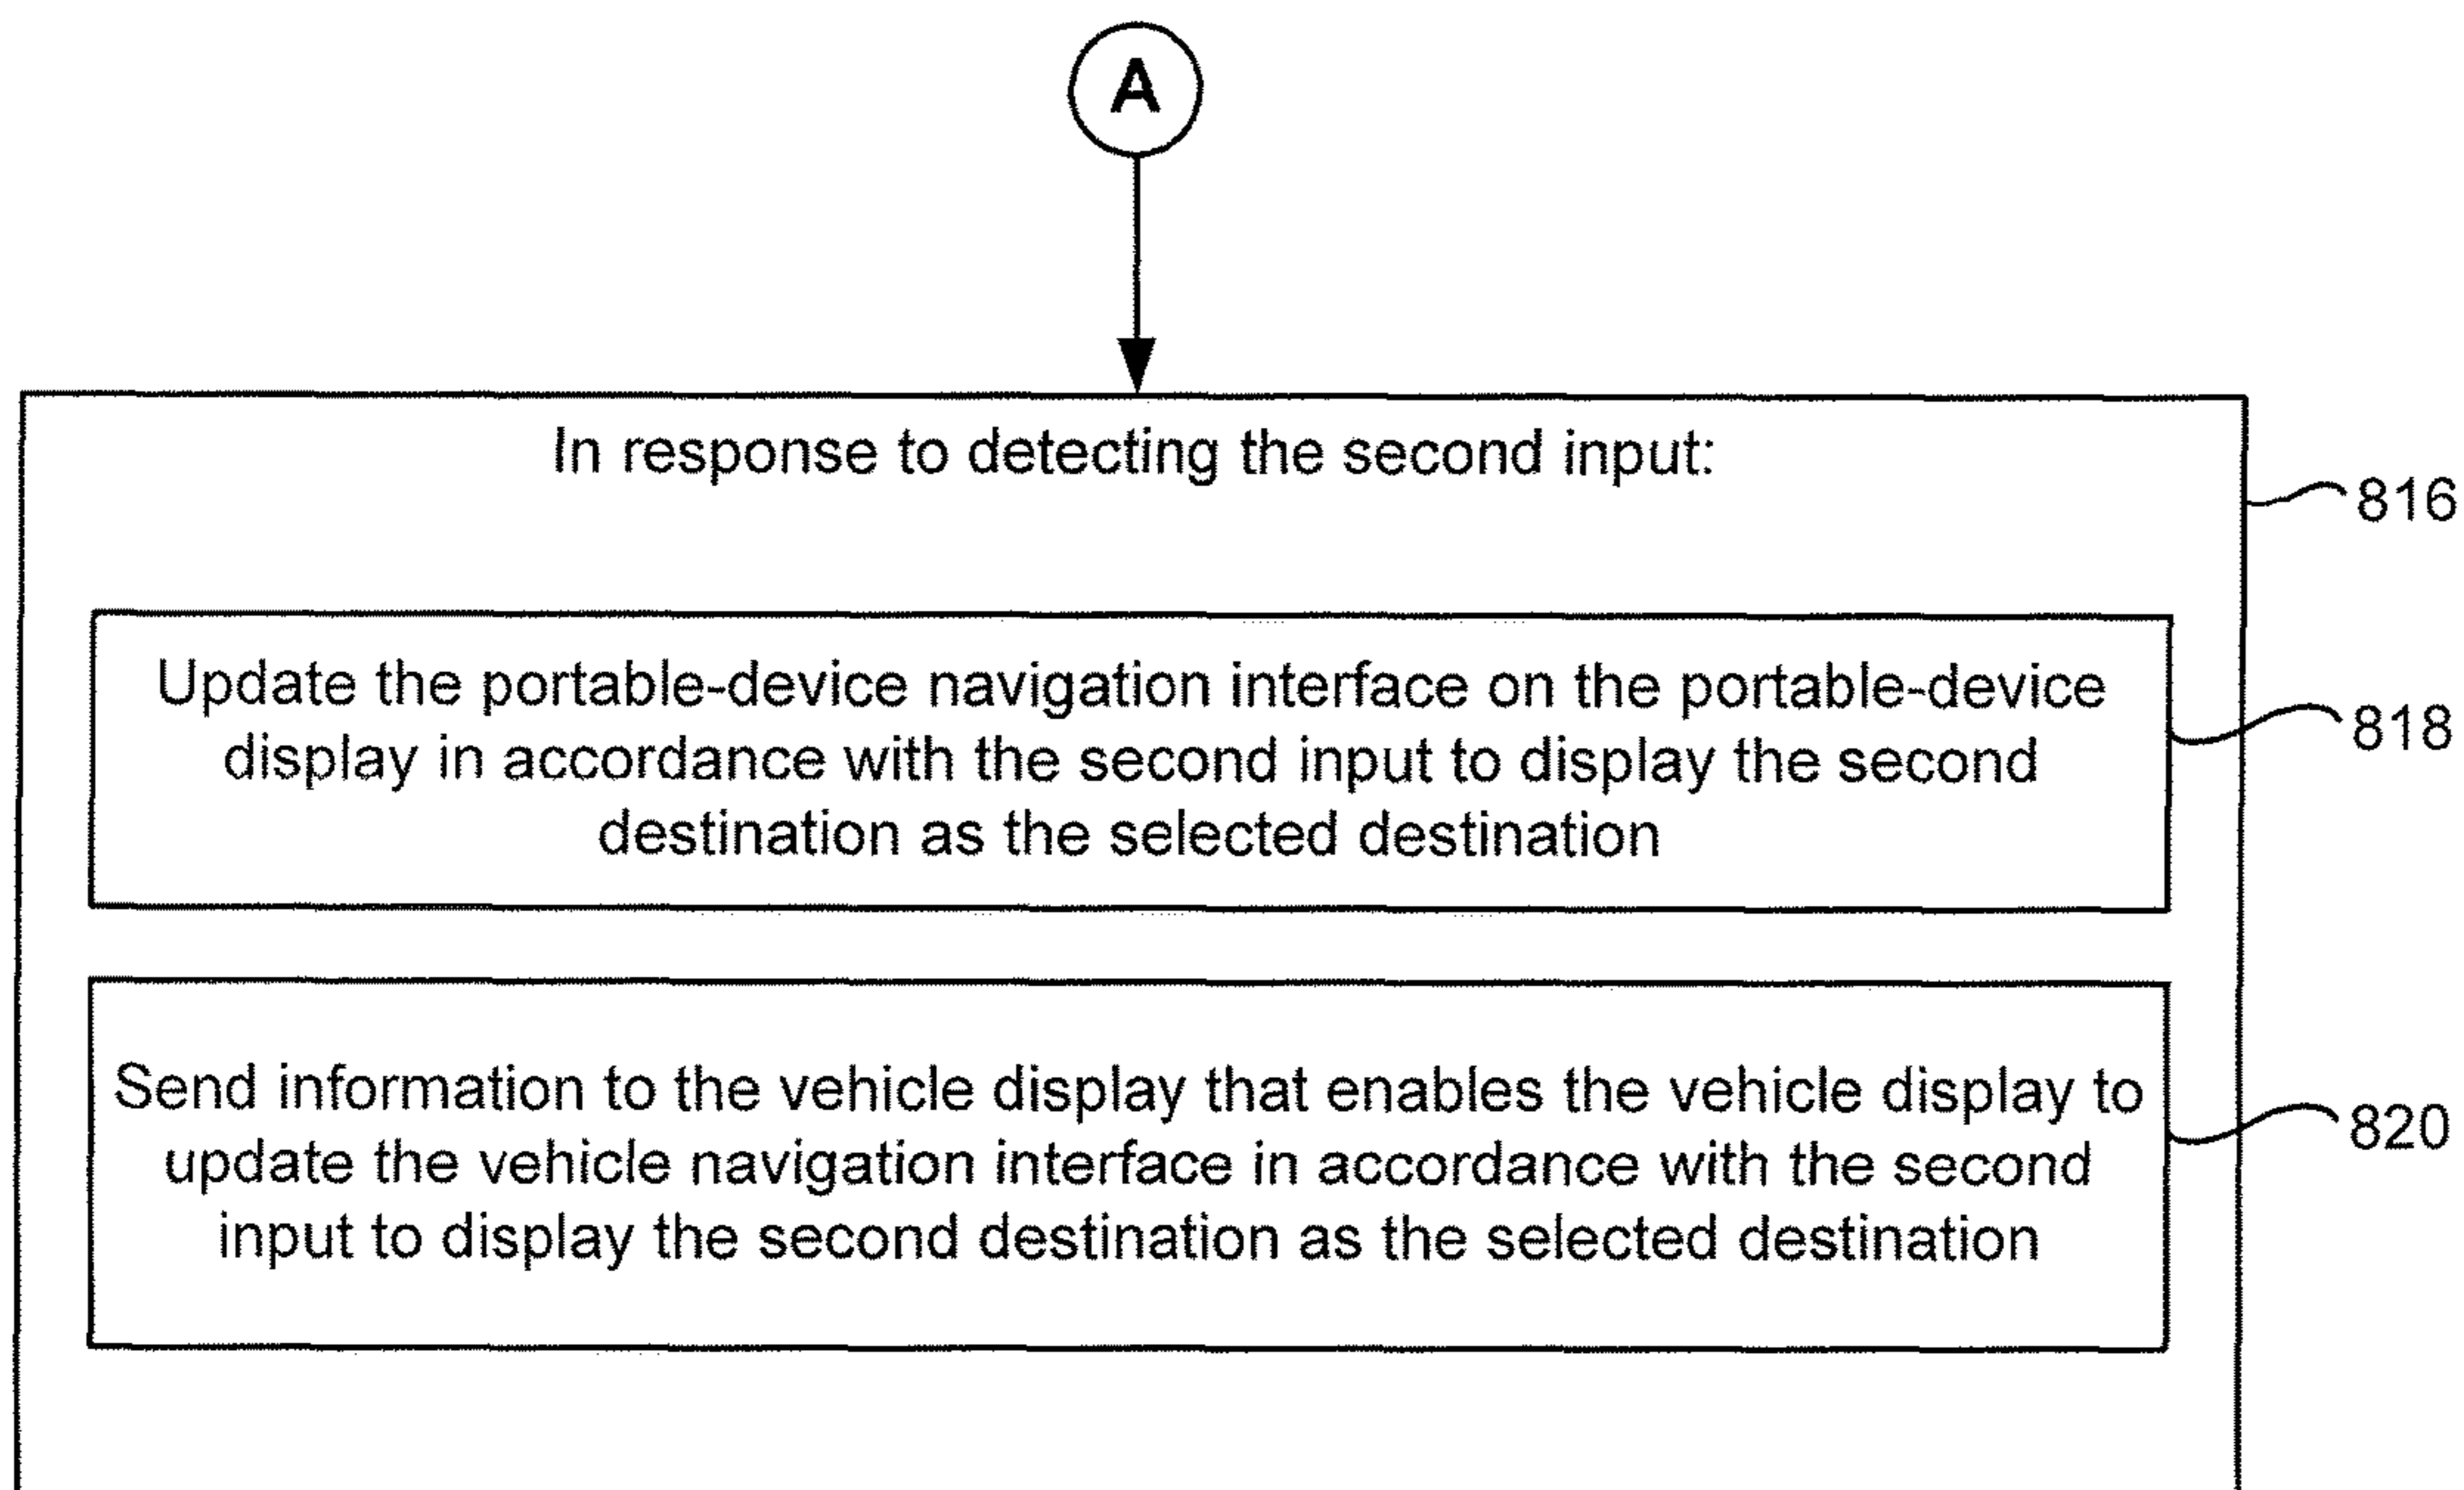 A
In response to detecting the second input:
816
Update the portable-device navigation interface on the portable-device
display in accordance with the second input to display the second
destination as the selected destination
818
Send information to the vehicle display that enables the vehicle display to
update the vehicle navigation interface in accordance with the second
input to display the second destination as the selected destination
820